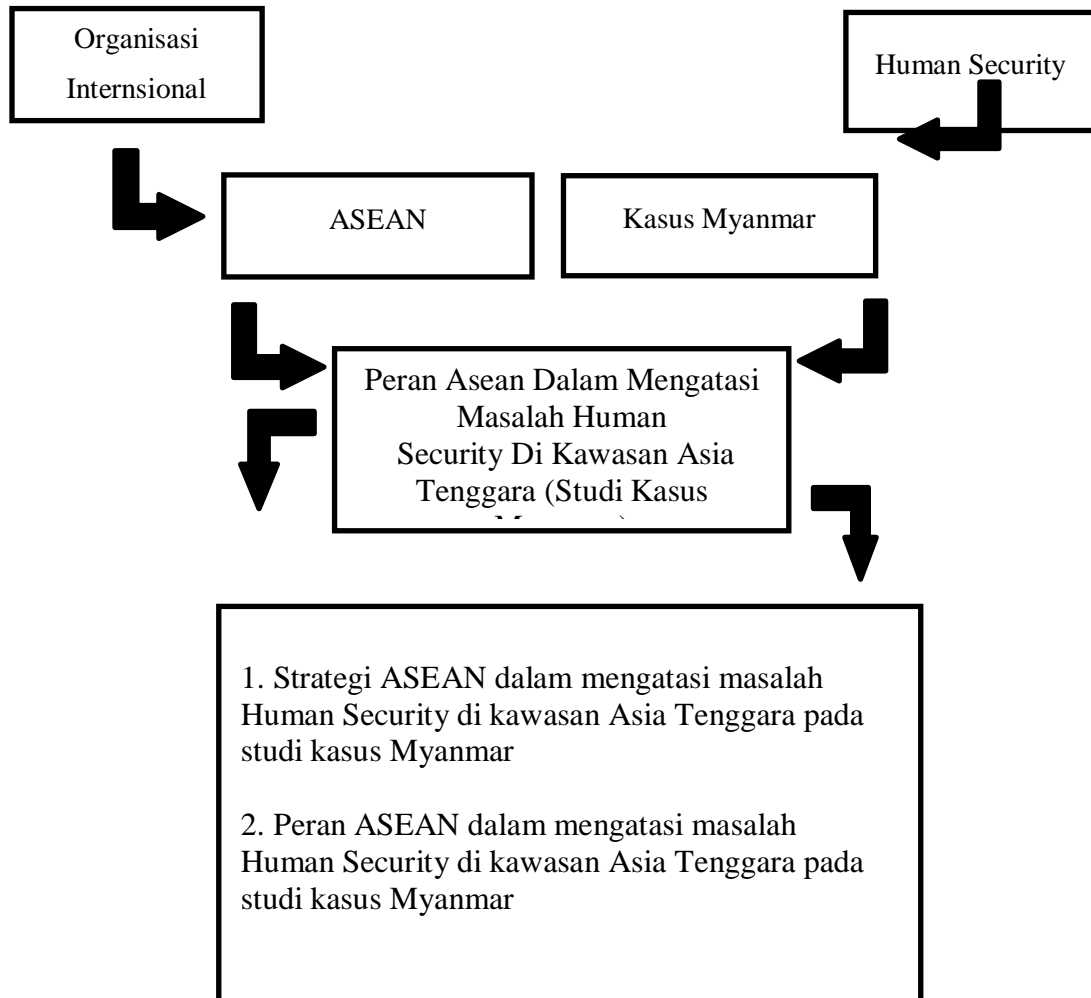 Organisasi
Internsional
Human Security
ASEAN
Kasus Myanmar
Peran Asean Dalam Mengatasi
Masalah Human
Security Di Kawasan Asia
Tenggara (Studi Kasus
1. Strategi ASEAN dalam mengatasi masalah
Human Security di kawasan Asia Tenggara pada
studi kasus Myanmar
2. Peran ASEAN dalam mengatasi masalah
Human Security di kawasan Asia Tenggara pada
studi kasus Myanmar